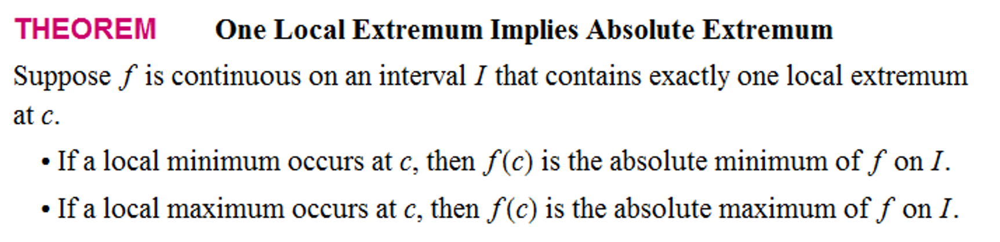 THEOREM One Local Extremum Implies Absolute Extremum
Suppose f is continuous on an interval I that contains exactly one local extremum
at c.
• If a local minimum occurs at c, then f(c) is the absolute minimum of f on I.
• If a local maximum occurs at c, then f(c) is the absolute maximum of f on I.